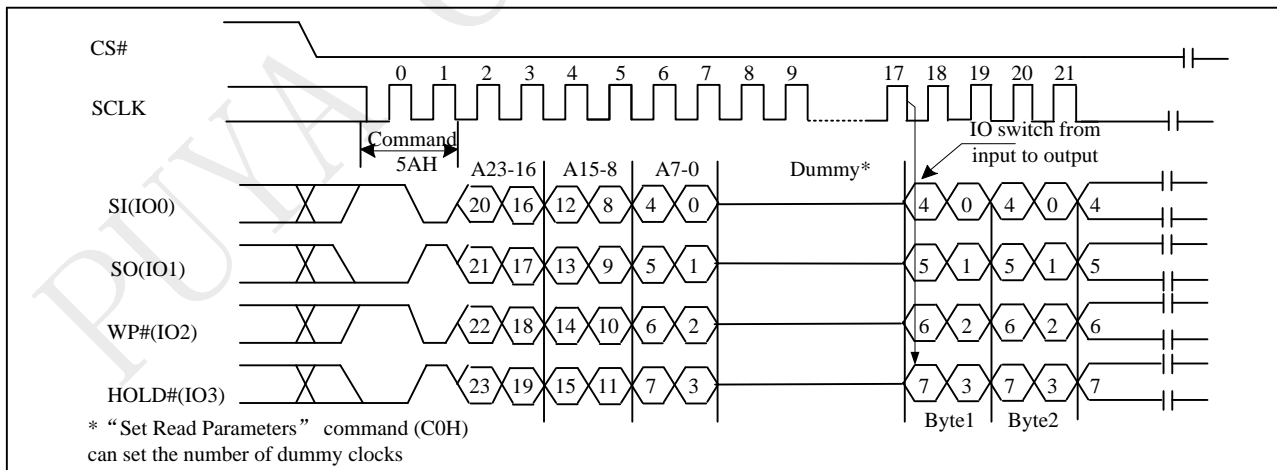 PUYA
CS#
0 1 2 3 4 5 6 7 8 9 17 18 19 20 21
SCLK
Command
5AH
IO switch from
input to output
A23-16 A15-8 A7-0 Dummy*
SI(IO0) 20 16 12 8 4 0 4 0 4 0 4
SO(IO1) 21 17 13 9 5 1 5 1 5 1 5
WP#(IO2) 22 18 14 10 6 2 6 2 6 2 6
HOLD#(IO3) 23 19 15 11 7 3 7 3 7 3 7
Byte1 Byte2
* “Set Read Parameters” command (C0H)
can set the number of dummy clocks